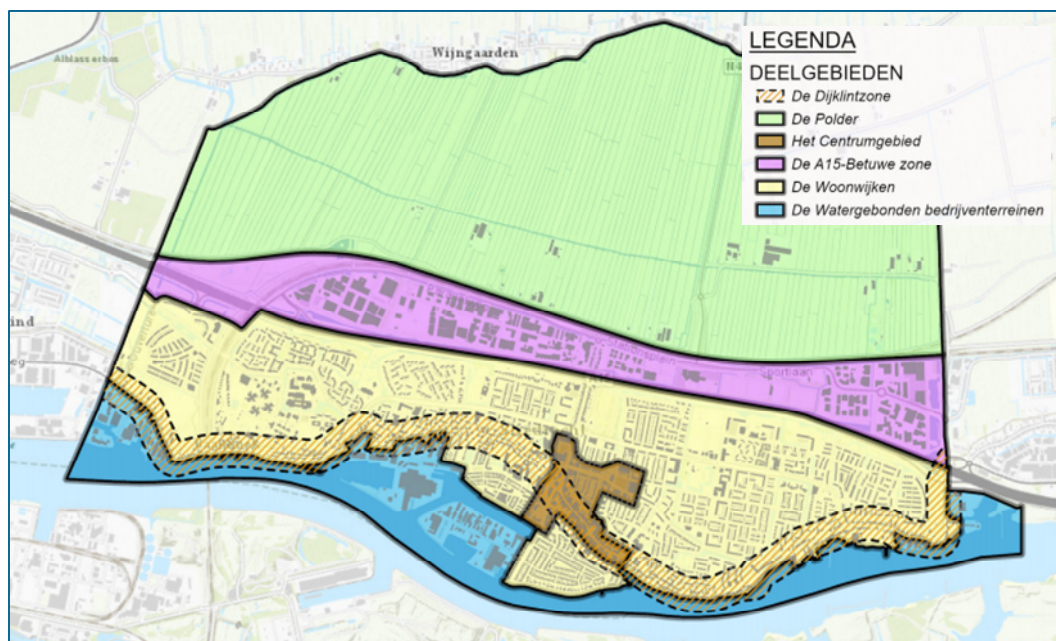 Wijngaarden
LEGENDA
DEELGEBIEDEN
De Dijklintzone
De Polder
Het Centrumgebied
De A15-Betuwe zone
De Woonwijken
De Watergebonden bedrijventerreinen
Sportlaan